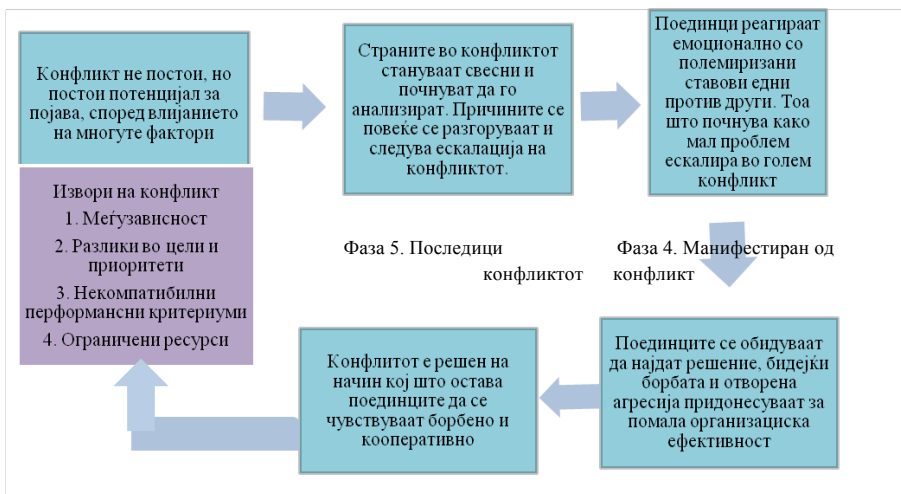 Конфликт не постои, но
постои потенцијал за
појава, според влијанието
на многуте фактори
Страните во конфликтот
стануваат свесни и
почнуват да го
анализират. Причините се
повеќе се разгоруваат и
следува ескалација на
конфликтот.
Поединци реагираат
емоционално со
полемиризани
ставови едни
против други. Тоа
што почнува како
мал проблем
ескалира во голем
конфликт
Извори на конфликт
1. Меѓузависност
2. Разлики во цели и
приоритети
3. Некомпатибилни
перформансни критериуми
4. Ограничени ресурси
Фаза 5. Последици
конфликтот
Фаза 4. Манифестиран од
конфликт
Поединците се обидуваат
да најдат решение, бидејќи
борбата и отворена
агресија придонесуваат за
помала организациска
ефективност
Конфлитот е решен на
начин кој што остава
поединците да се
чувствуваат борбено и
кооперативно